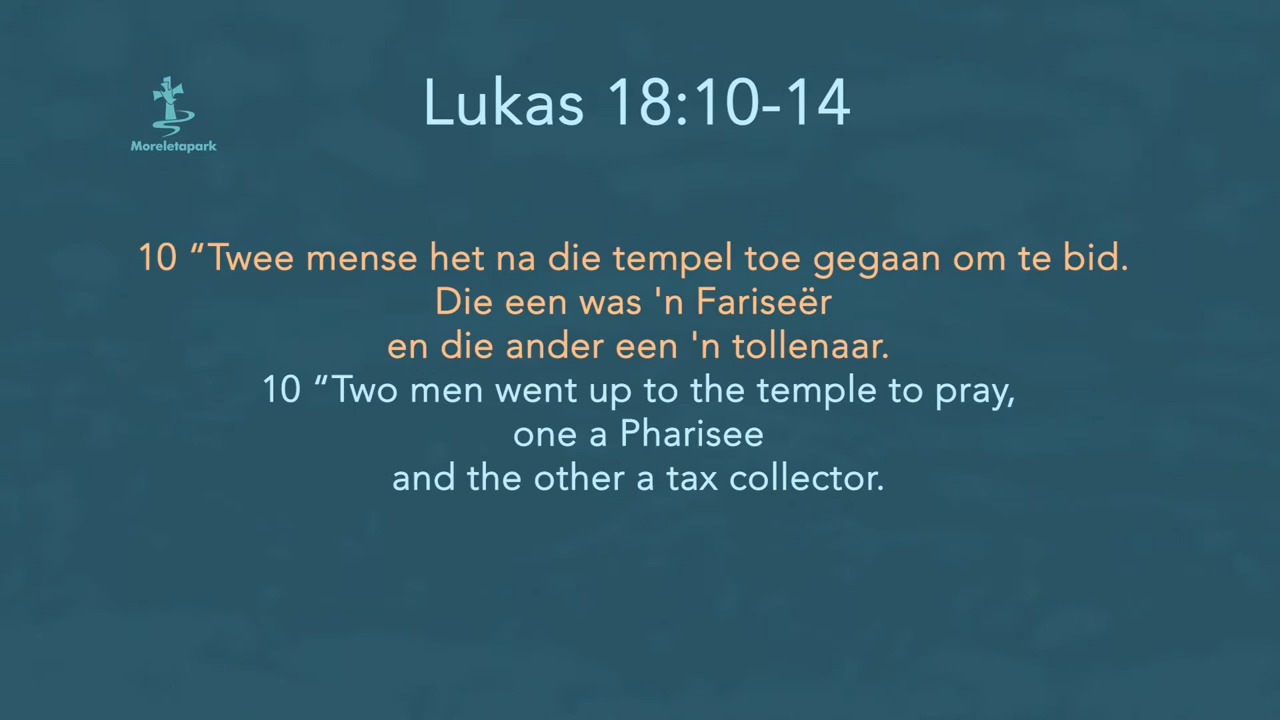 Lukas 18:10-14
Moreletapark
10 “Twee mense het na die tempel toe gegaan om te bid.
Die een was 'n Fariseër
en die ander een 'n tollenaar.
10 “Two men went up to the temple to pray,
one a Pharisee
and the other a tax collector.